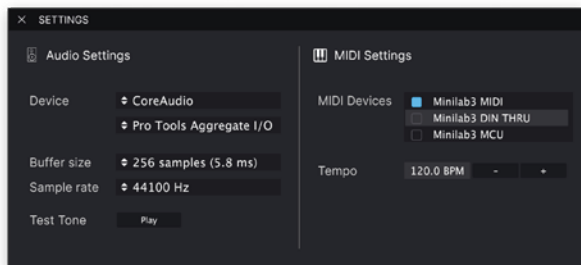 × SETTINGS
Audio Settings
Device
CoreAudio
Pro Tools Aggregate I/O
Buffer size
256 samples (5.8 ms)
Sample rate
44100 Hz
Test Tone
Play
MIDI Settings
MIDI Devices
Minilab3 MIDI
Minilab3 DIN THRU
Minilab3 MCU
Tempo
120.0 BPM
-
+